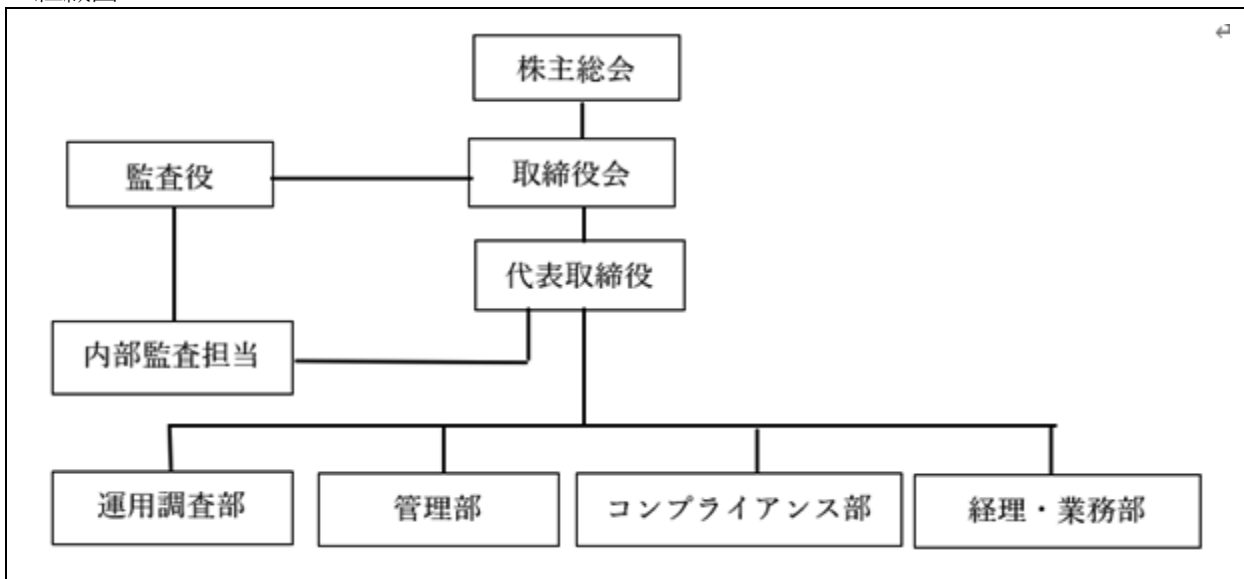 株主総会
監査役
取締役会
代表取締役
内部監査担当
運用調査部
管理部
コンプライアンス部
経理・業務部